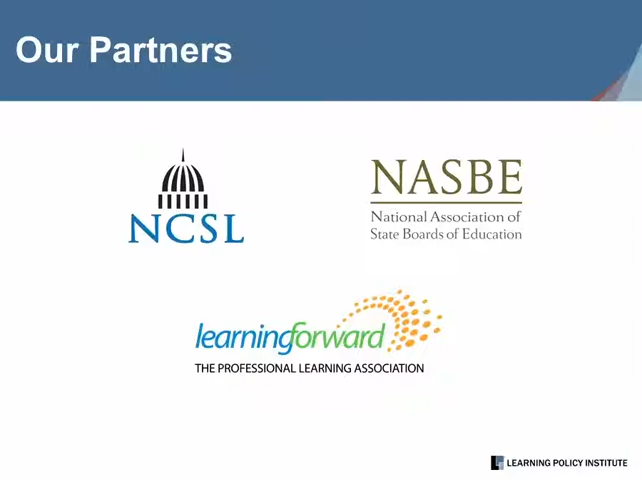 Our Partners
NCSL
NASBE
National Association of
State Boards of Education
learningforward
THE PROFESSIONAL LEARNING ASSOCIATION
LEARNING POLICY INSTITUTE